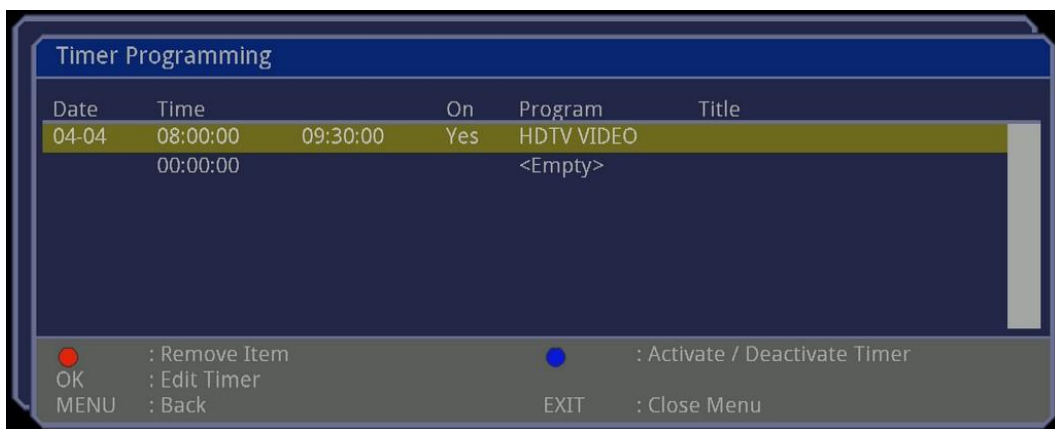 Timer Programming
Date Time On Program Title
04-04 08:00:00 09:30:00 Yes HDTV VIDEO
00:00:00 <Empty>
: Remove Item : Activate / Deactivate Timer
OK : Edit Timer
MENU : Back EXIT : Close Menu